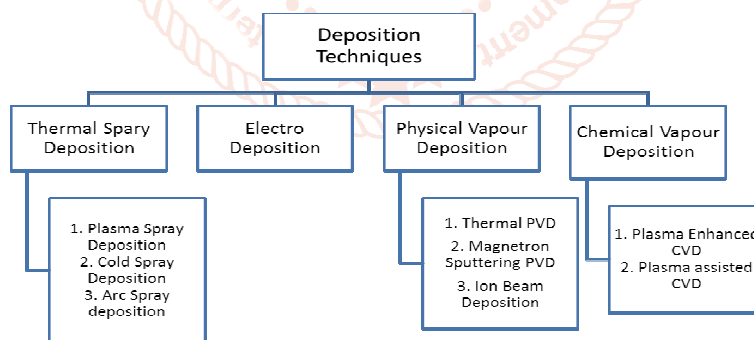 Deposition
Techniques
Thermal Spary
Deposition
Electro
Deposition
Physical Vapour
Deposition
Chemical Vapour
Deposition
1. Plasma Spray
Deposition
2. Cold Spray
Deposition
3. Arc Spray
deposition
1. Thermal PVD
2. Magnetron
Sputtering PVD
3. Ion Beam
Deposition
1. Plasma Enhanced
CVD
2. Plasma assisted
CVD